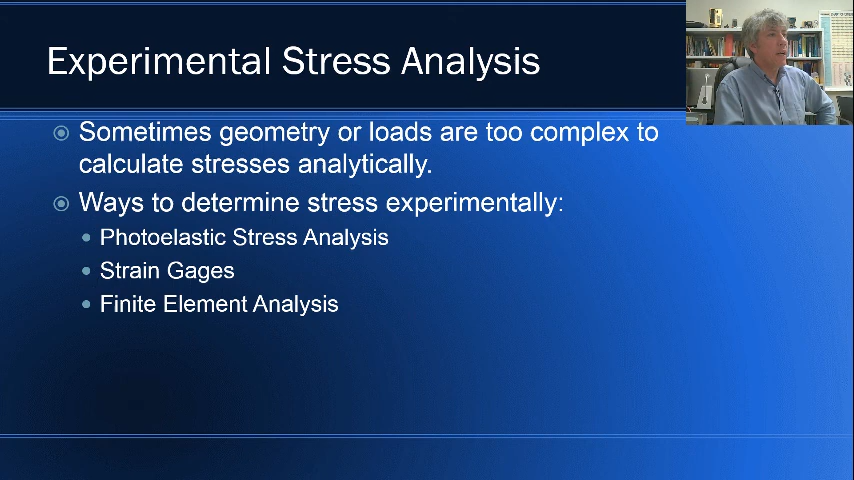 Experimental Stress Analysis
Sometimes geometry or loads are too complex to
calculate stresses analytically.
Ways to determine stress experimentally:
Photoelastic Stress Analysis
Strain Gages
Finite Element Analysis